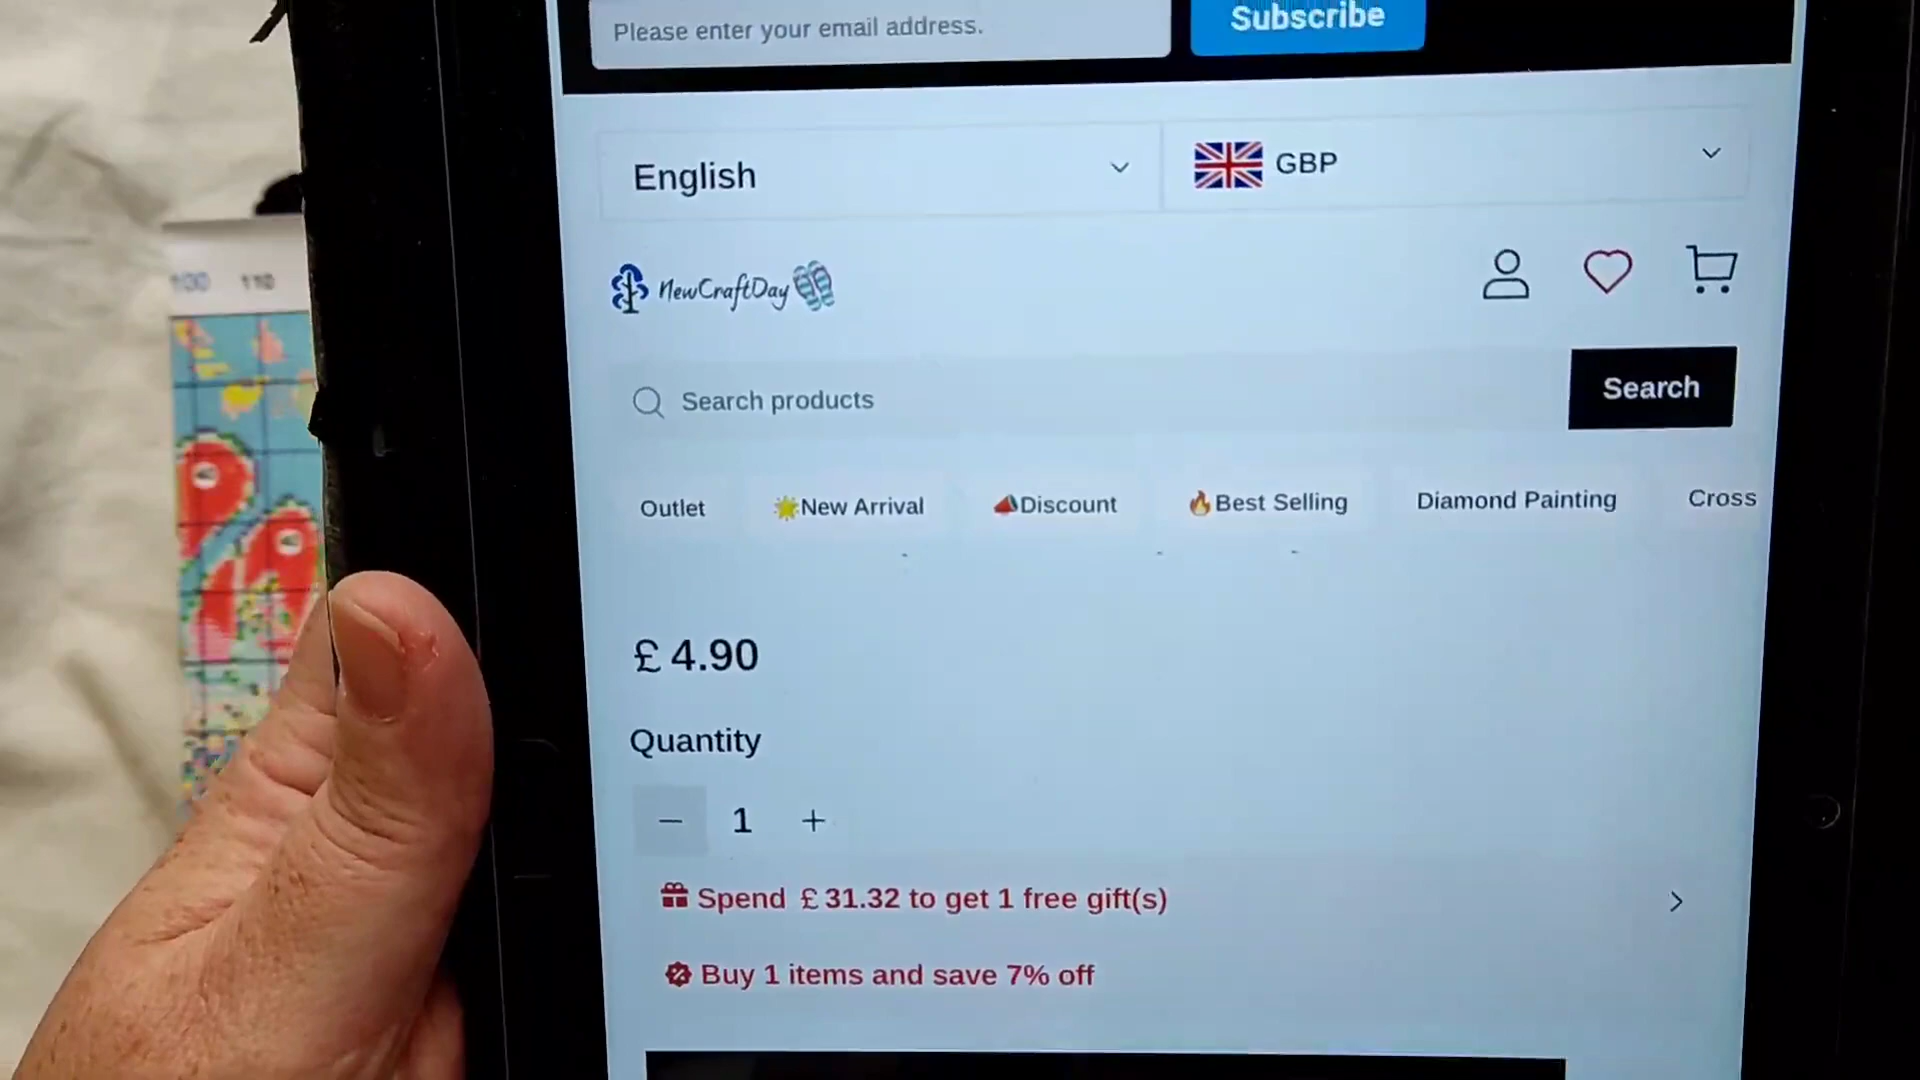 Please enter your email address.
Subscribe
English
GBP
NewCraftDay
Search products
Search
Outlet
🌟New Arrival
Discount
🔥Best Selling
Diamond Painting
Cross
£ 4.90
Quantity
− 1 +
Spend £ 31.32 to get 1 free gift(s)
Buy 1 items and save 7% off
100 110